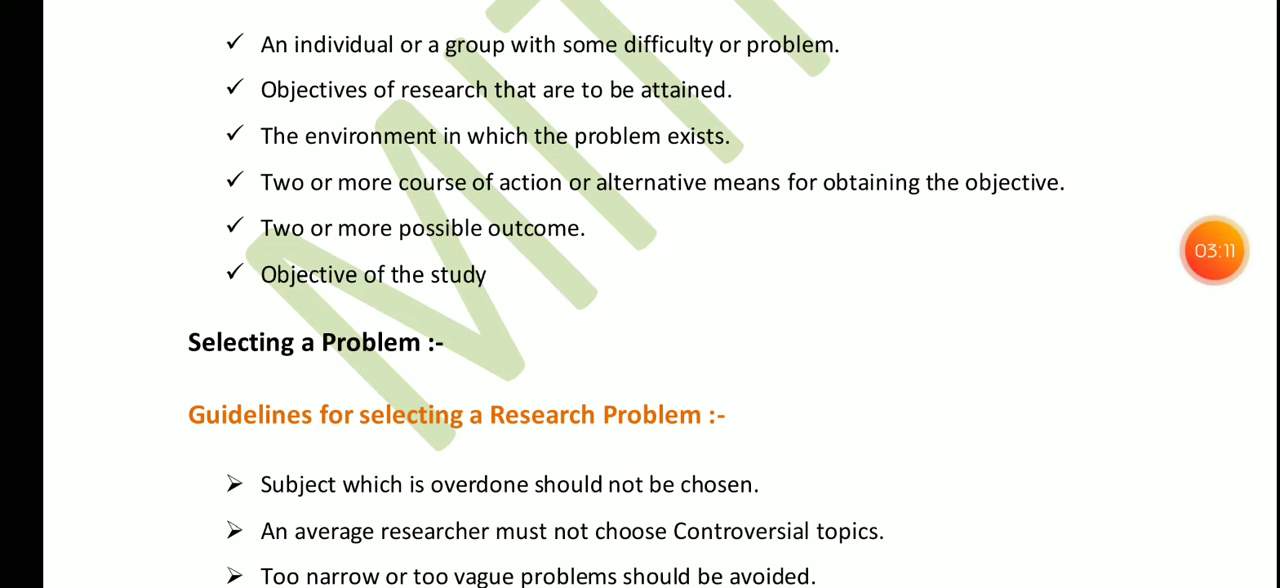 ✓ An individual or a group with some difficulty or problem.
✓ Objectives of research that are to be attained.
✓ The environment in which the problem exists.
✓ Two or more course of action or alternative means for obtaining the objective.
✓ Two or more possible outcome.
✓ Objective of the study
03:11
Selecting a Problem :-
Guidelines for selecting a Research Problem :-
➢ Subject which is overdone should not be chosen.
➢ An average researcher must not choose Controversial topics.
➢ Too narrow or too vague problems should be avoided.